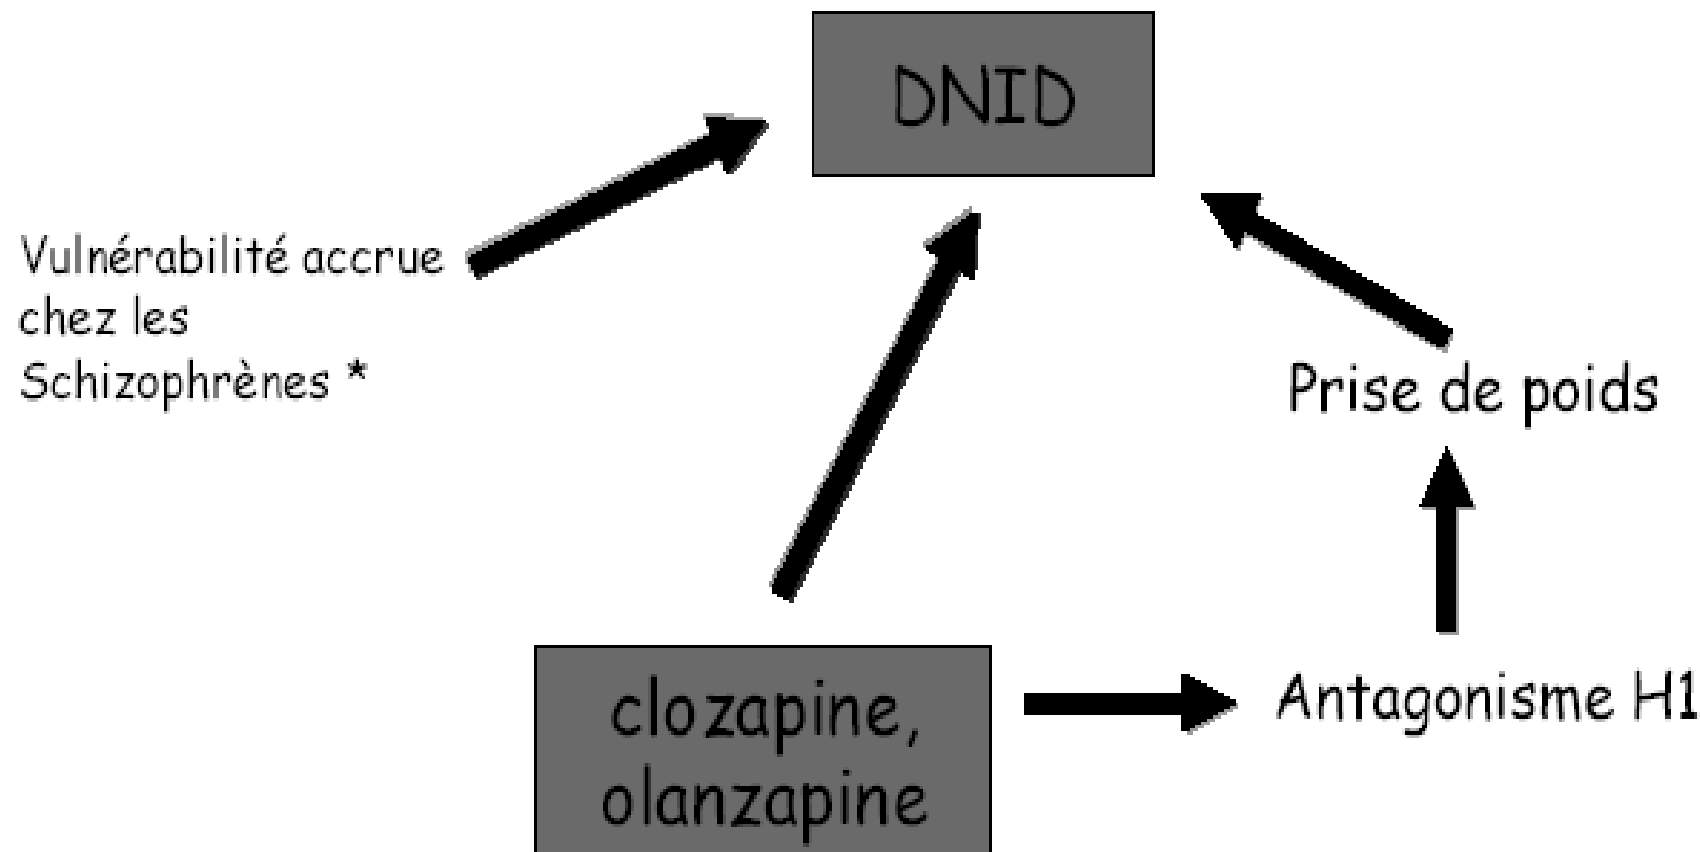 DNID
Vulnérabilité accrue
chez les
Schizophrènes *
Prise de poids
clozapine,
olanzapine
Antagonisme H1